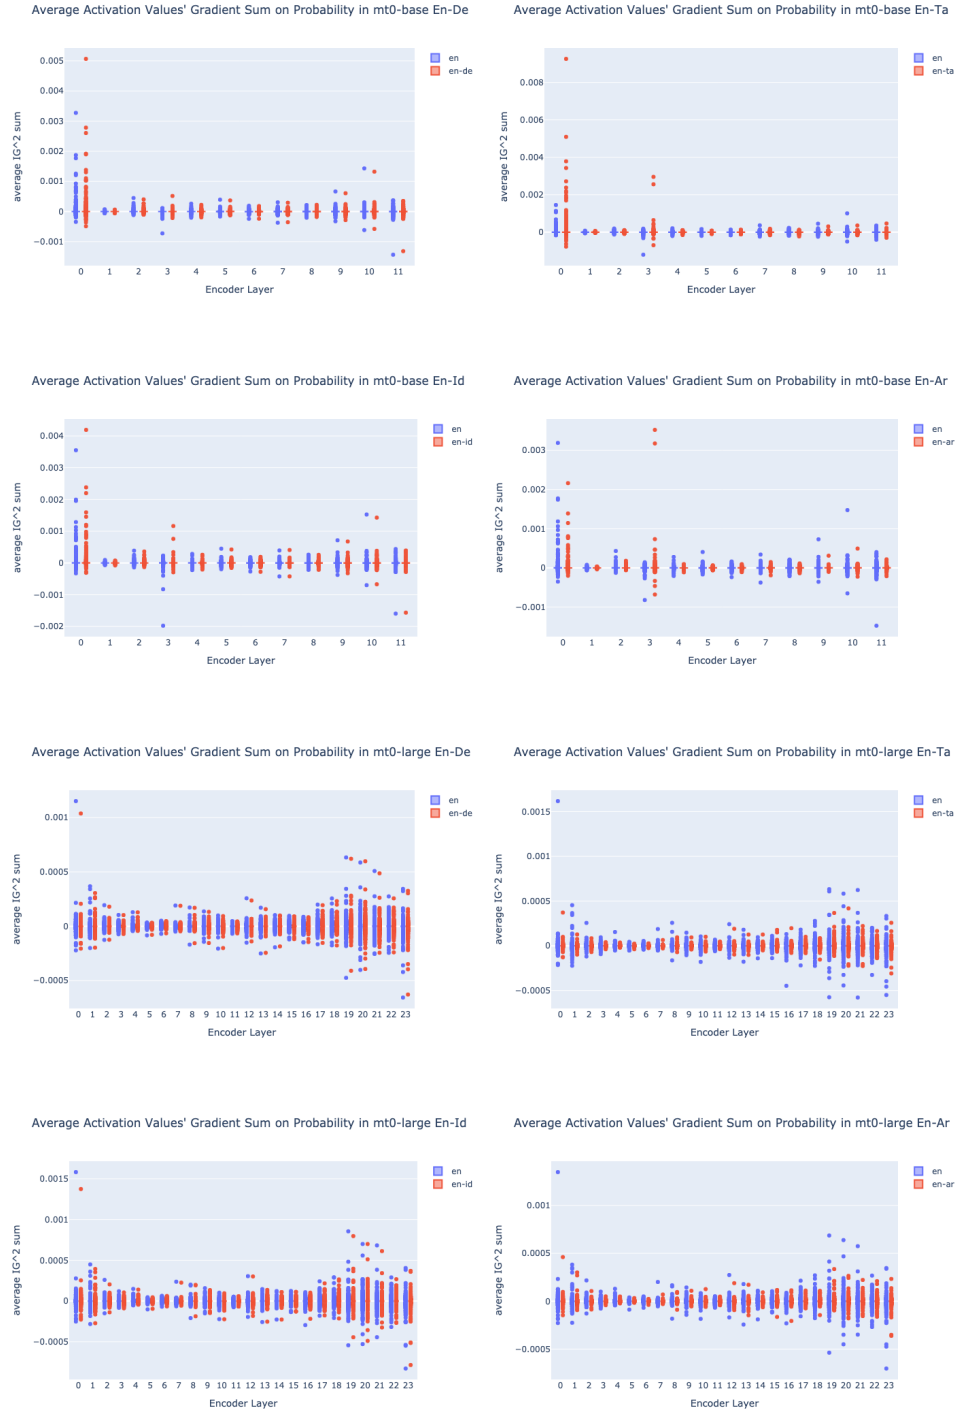 Average Activation Values' Gradient Sum on Probability in mt0-base En-De
en
en-de
0.005
0.004
0.003
0.002
0.001
0
−0.001
average IG^2 sum
0 1 2 3 4 5 6 7 8 9 10 11
Encoder Layer
Average Activation Values' Gradient Sum on Probability in mt0-base En-Ta
en
en-ta
0.008
0.006
0.004
0.002
0
average IG^2 sum
0 1 2 3 4 5 6 7 8 9 10 11
Encoder Layer
Average Activation Values' Gradient Sum on Probability in mt0-base En-Id
en
en-id
0.004
0.003
0.002
0.001
0
−0.001
−0.002
average IG^2 sum
0 1 2 3 4 5 6 7 8 9 10 11
Encoder Layer
Average Activation Values' Gradient Sum on Probability in mt0-base En-Ar
en
en-ar
0.003
0.002
0.001
0
−0.001
average IG^2 sum
0 1 2 3 4 5 6 7 8 9 10 11
Encoder Layer
Average Activation Values' Gradient Sum on Probability in mt0-large En-De
en
en-de
0.001
0.0005
0
−0.0005
average IG^2 sum
0 1 2 3 4 5 6 7 8 9 10 11 12 13 14 15 16 17 18 19 20 21 22 23
Encoder Layer
Average Activation Values' Gradient Sum on Probability in mt0-large En-Ta
en
en-ta
0.0015
0.001
0.0005
0
−0.0005
average IG^2 sum
0 1 2 3 4 5 6 7 8 9 10 11 12 13 14 15 16 17 18 19 20 21 22 23
Encoder Layer
Average Activation Values' Gradient Sum on Probability in mt0-large En-Id
en
en-id
0.0015
0.001
0.0005
0
−0.0005
average IG^2 sum
0 1 2 3 4 5 6 7 8 9 10 11 12 13 14 15 16 17 18 19 20 21 22 23
Encoder Layer
Average Activation Values' Gradient Sum on Probability in mt0-large En-Ar
en
en-ar
0.001
0.0005
0
−0.0005
average IG^2 sum
0 1 2 3 4 5 6 7 8 9 10 11 12 13 14 15 16 17 18 19 20 21 22 23
Encoder Layer